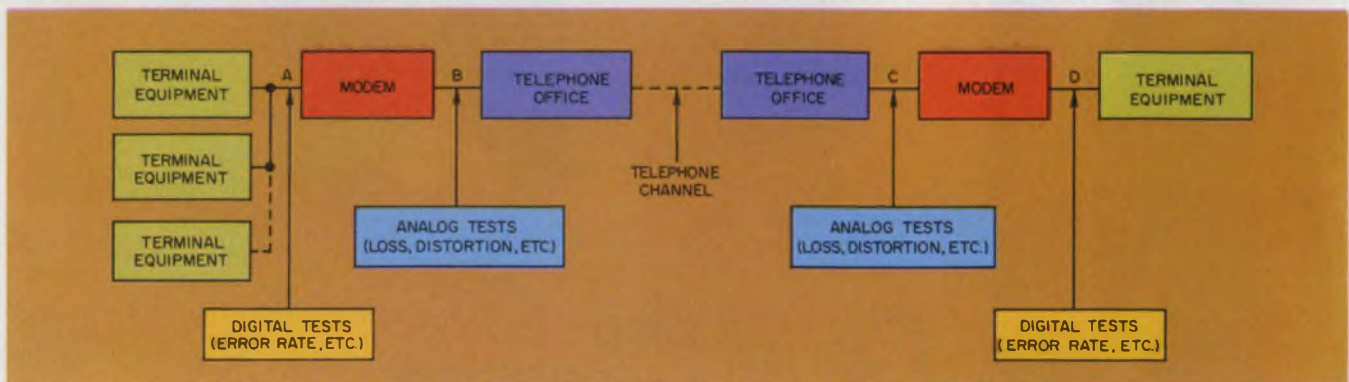 TERMINAL
EQUIPMENT
A
MODEM
B
TELEPHONE
OFFICE
TELEPHONE
OFFICE
C
MODEM
D
TERMINAL
EQUIPMENT
TERMINAL
EQUIPMENT
TELEPHONE
CHANNEL
TERMINAL
EQUIPMENT
ANALOG TESTS
(LOSS, DISTORTION, ETC.)
ANALOG TESTS
(LOSS, DISTORTION, ETC.)
DIGITAL TESTS
(ERROR RATE, ETC.)
DIGITAL TESTS
(ERROR RATE, ETC.)